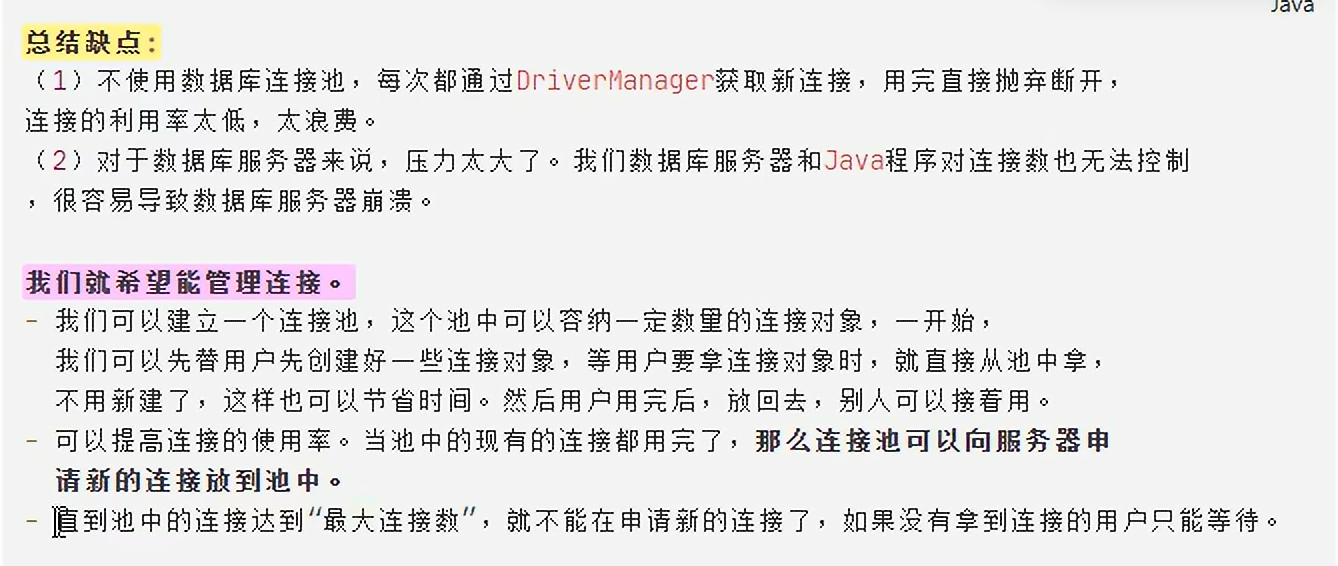 Java
总结缺点:
（1）不使用数据库连接池，每次都通过DriverManager获取新连接，用完直接抛弃断开，
连接的利用率太低，太浪费。
（2）对于数据库服务器来说，压力太大了。我们数据库服务器和Java程序对连接数也无法控制
，很容易导致数据库服务器崩溃。
我们就希望能管理连接。
- 我们可以建立一个连接池，这个池中可以容纳一定数量的连接对象，一开始，
我们可以先替用户先创建好一些连接对象，等用户要拿连接对象时，就直接从池中拿，
不用新建了，这样也可以节省时间。然后用户用完后，放回去，别人可以接着用。
- 可以提高连接的使用率。当池中的现有的连接都用完了，那么连接池可以向服务器申
请新的连接放到池中。
- 直到池中的连接达到“最大连接数”，就不能在申请新的连接了，如果没有拿到连接的用户只能等待。